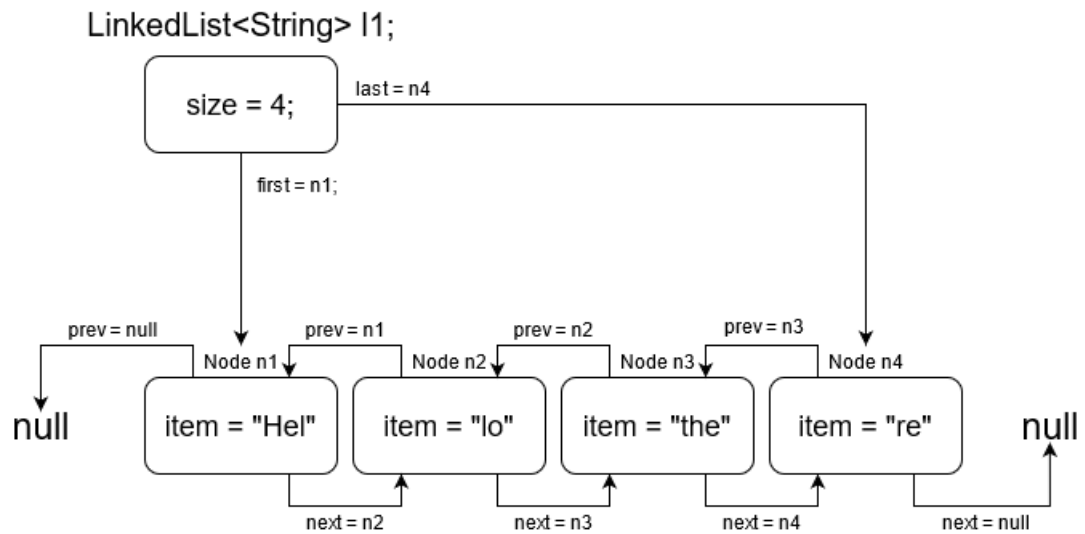 LinkedList<String> l1;
size = 4;
last = n4
first = n1;
prev = null
prev = n1
prev = n2
prev = n3
Node n1
Node n2
Node n3
Node n4
null
item = "Hel"
item = "lo"
item = "the"
item = "re"
null
next = n2
next = n3
next = n4
next = null